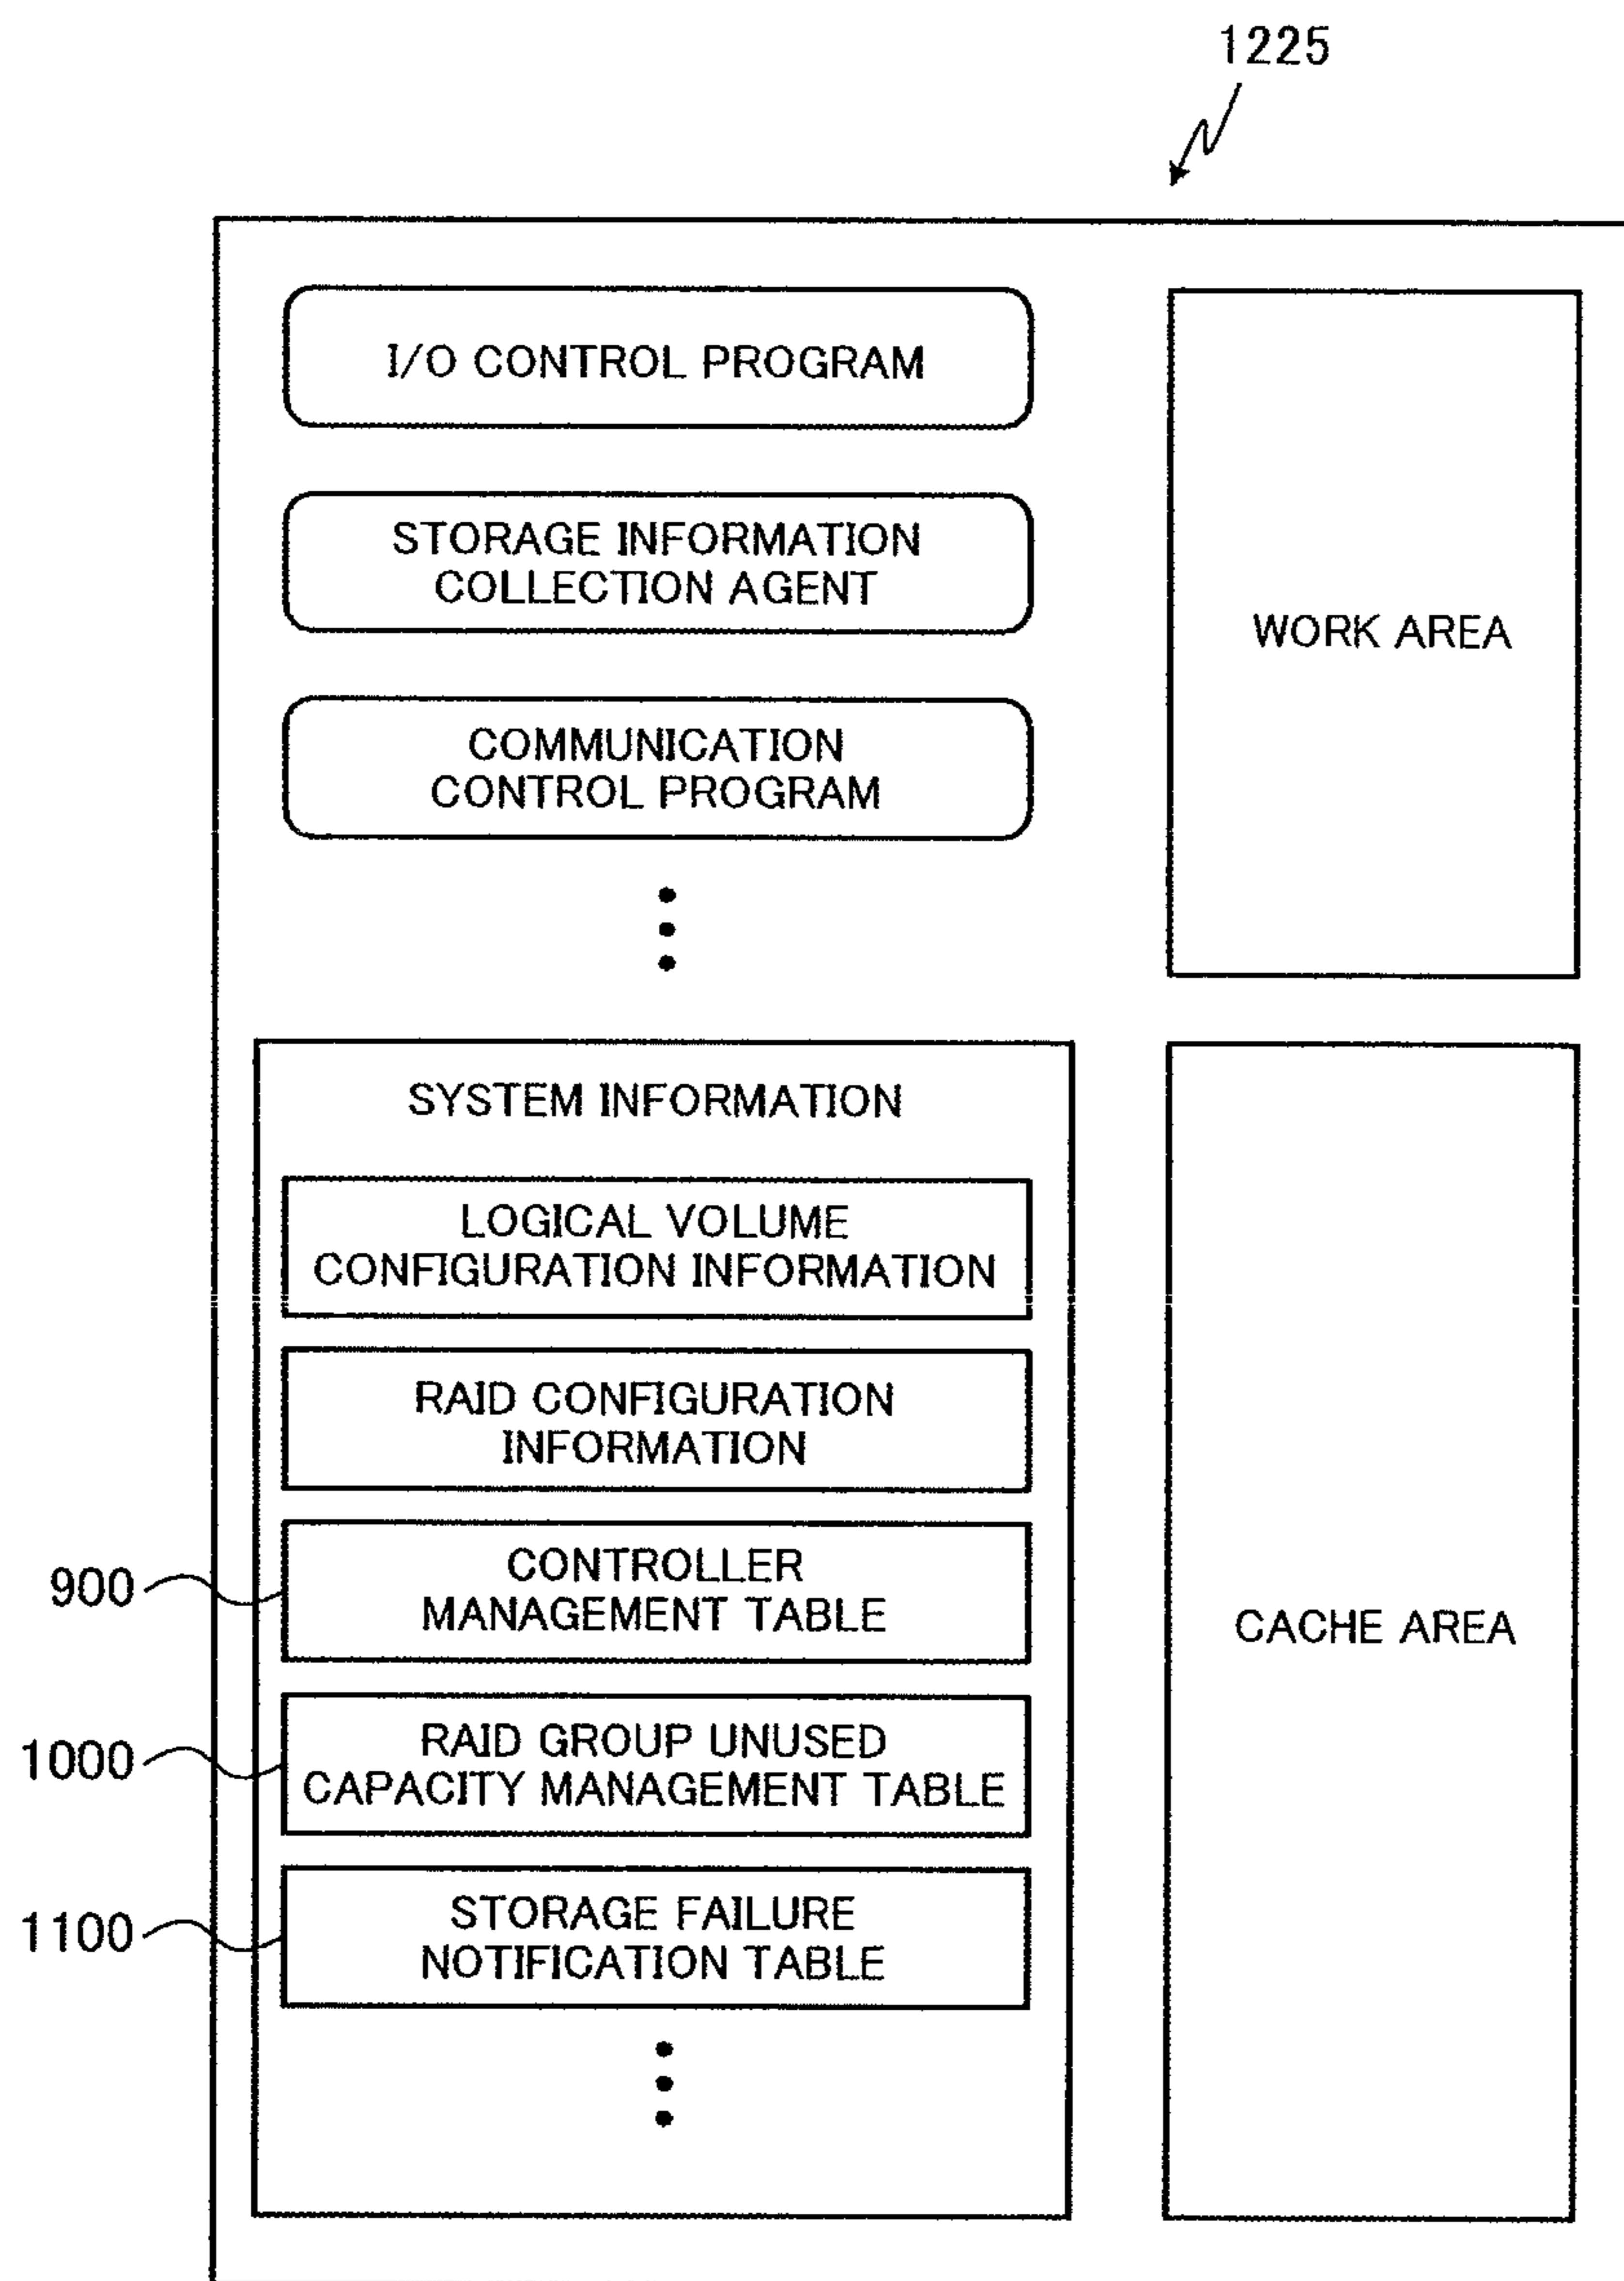 1225
I/O CONTROL PROGRAM
STORAGE INFORMATION
COLLECTION AGENT
COMMUNICATION
CONTROL PROGRAM
WORK AREA
SYSTEM INFORMATION
LOGICAL VOLUME
CONFIGURATION INFORMATION
RAID CONFIGURATION
INFORMATION
900
CONTROLLER
MANAGEMENT TABLE
1000
RAID GROUP UNUSED
CAPACITY MANAGEMENT TABLE
1100
STORAGE FAILURE
NOTIFICATION TABLE
CACHE AREA